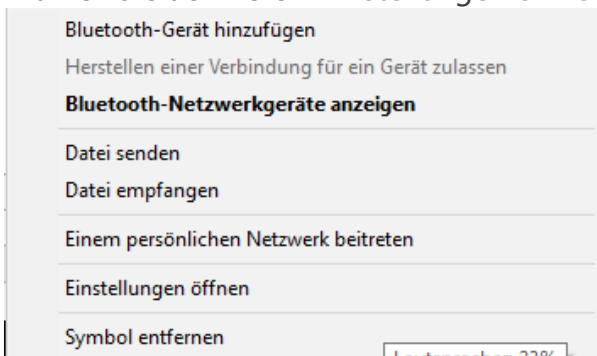 Bluetooth-Gerät hinzufügen
Herstellen einer Verbindung für ein Gerät zulassen
Bluetooth-Netzwerkgeräte anzeigen
Datei senden
Datei empfangen
Einem persönlichen Netzwerk beitreten
Einstellungen öffnen
Symbol entfernen